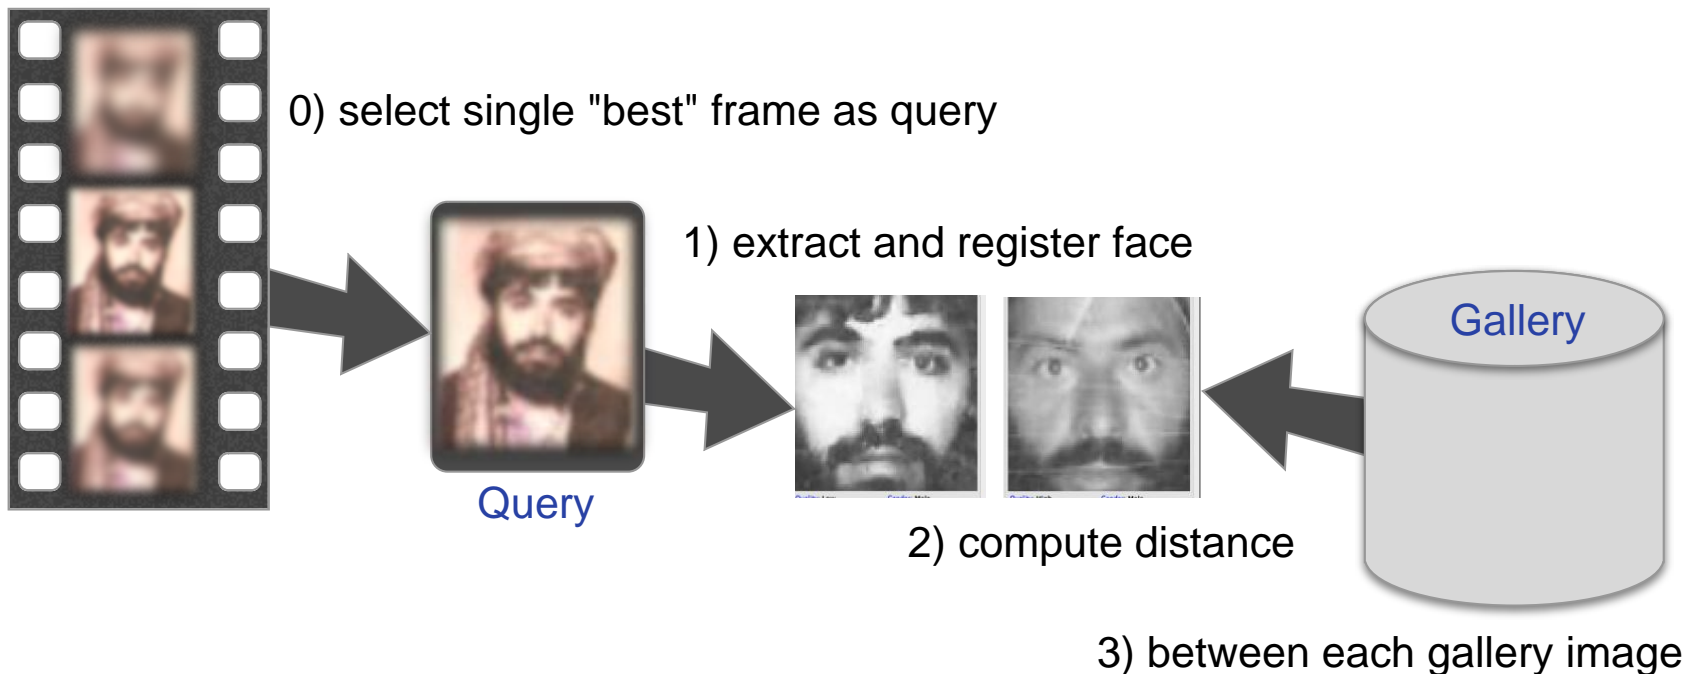 0) select single "best" frame as query
1) extract and register face
Gallery
Query
2) compute distance
3) between each gallery image